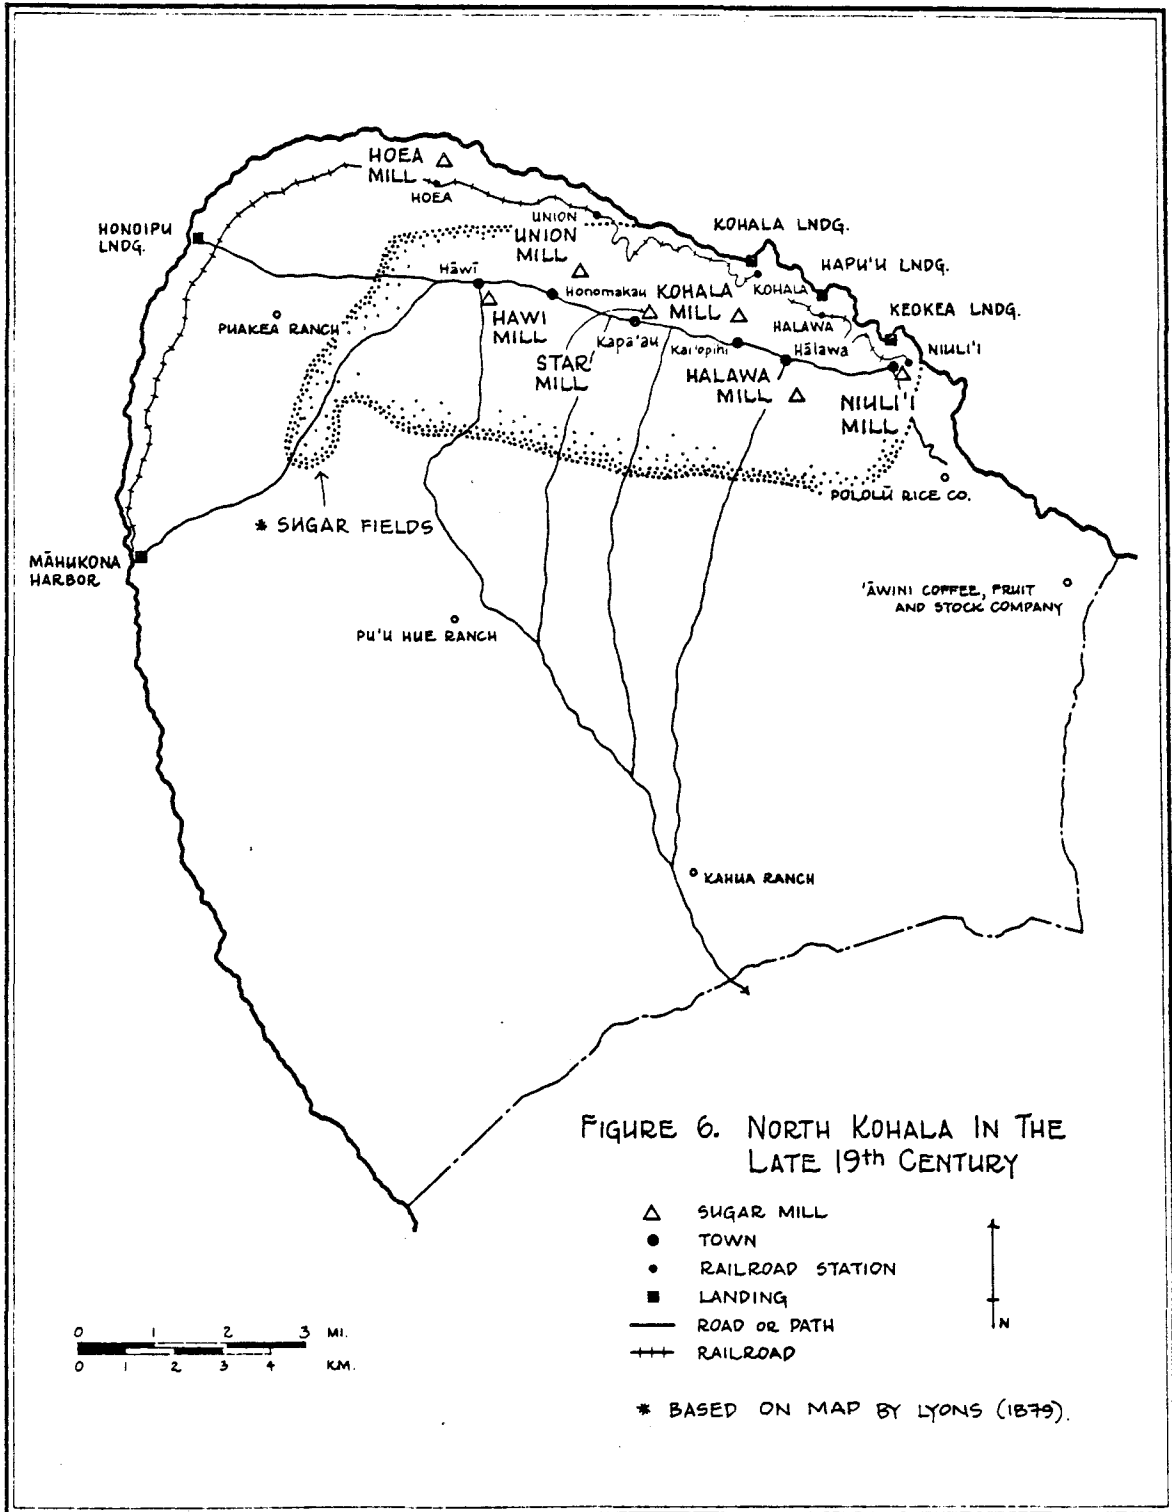 HOEA
MILL
HOEA
HONOIPU
LNDG.
UNION
UNION
MILL
KOHALA LNDG.
HAPU'U LNDG.
KEOKEA LNDG.
Hāwī
Honomakau
KOHALA
MILL
KOHALA
PUAKEA RANCH
HAWI
MILL
Kapa'au
HALAWA
Kai'opihi
Hālawa
NIULI'I
STAR
MILL
HALAWA
MILL
NIULI'I
MILL
POLOLŪ RICE CO.
* SUGAR FIELDS
MĀHUKONA
HARBOR
'ĀWINI COFFEE, FRUIT
AND STOCK COMPANY
PU'U HUE RANCH
KAHUA RANCH
FIGURE 6. NORTH KOHALA IN THE
LATE 19th CENTURY
SUGAR MILL
TOWN
RAILROAD STATION
LANDING
ROAD OR PATH
RAILROAD
N
0 1 2 3 MI.
0 1 2 3 4 KM.
* BASED ON MAP BY LYONS (1879).